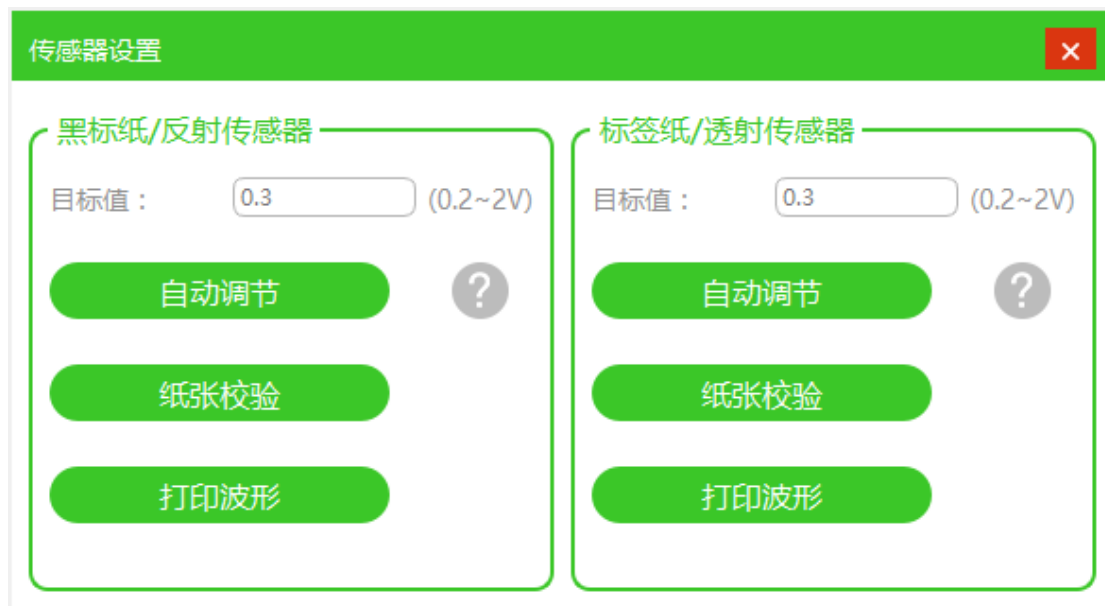 传感器设置
黑标纸/反射传感器
目标值：
0.3
(0.2~2V)
自动调节
?
纸张校验
打印波形
标签纸/透射传感器
目标值：
0.3
(0.2~2V)
自动调节
?
纸张校验
打印波形